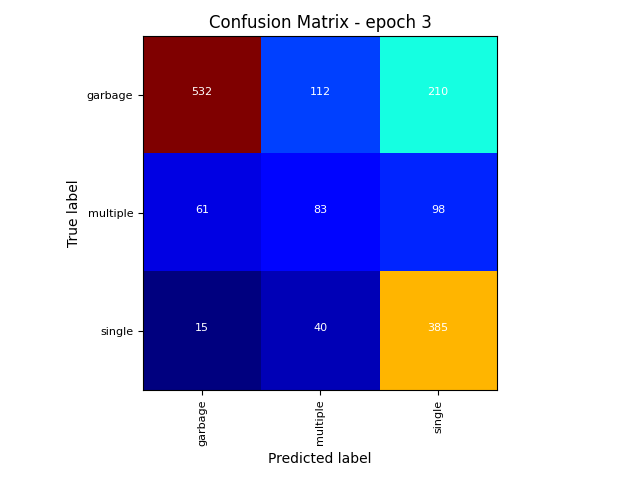 Confusion Matrix - epoch 3
True label
garbage 532 112 210
multiple 61 83 98
single 15 40 385
garbage multiple single
Predicted label